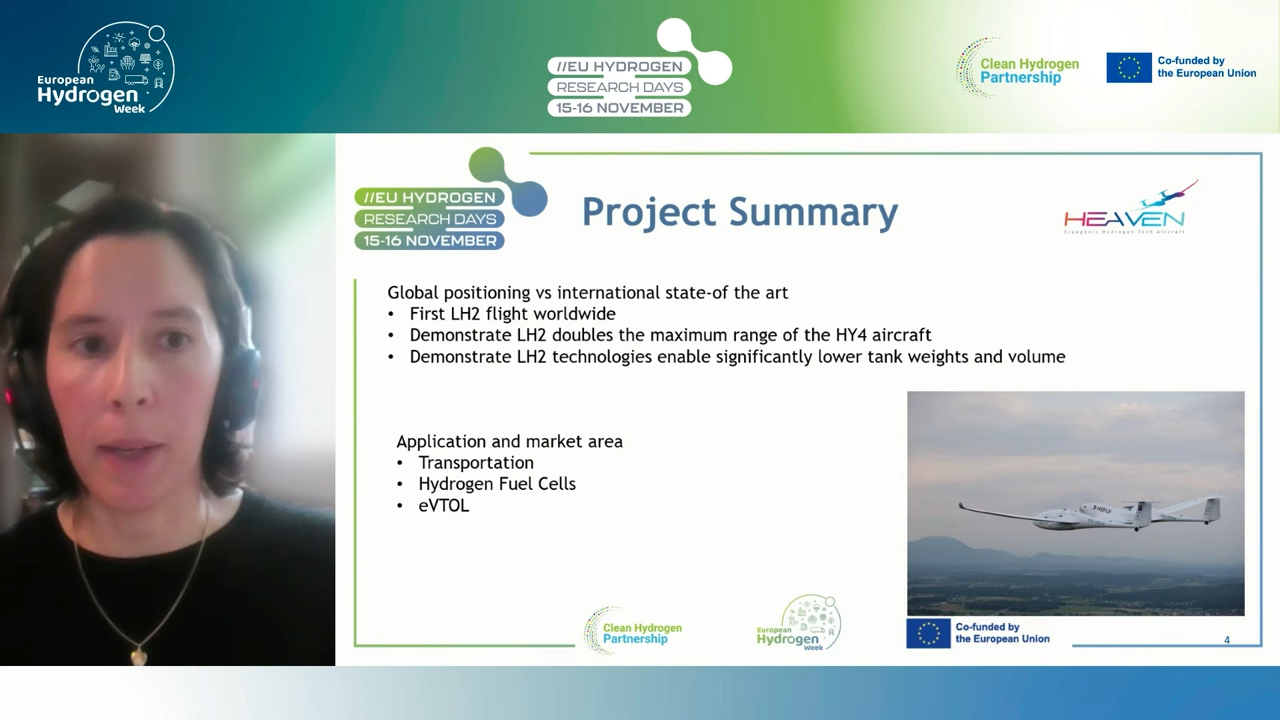 European
Hydrogen
Week
//EU HYDROGEN
RESEARCH DAYS
15-16 NOVEMBER
Clean Hydrogen
Partnership
Co-funded by
the European Union
//EU HYDROGEN
RESEARCH DAYS
15-16 NOVEMBER
Project Summary
HEAVEN
Cryogenic Hydrogen Tech Aircraft
Global positioning vs international state-of the art
• First LH2 flight worldwide
• Demonstrate LH2 doubles the maximum range of the HY4 aircraft
• Demonstrate LH2 technologies enable significantly lower tank weights and volume
Application and market area
• Transportation
• Hydrogen Fuel Cells
• eVTOL
Clean Hydrogen
Partnership
European
Hydrogen
Week
Co-funded by
the European Union
4